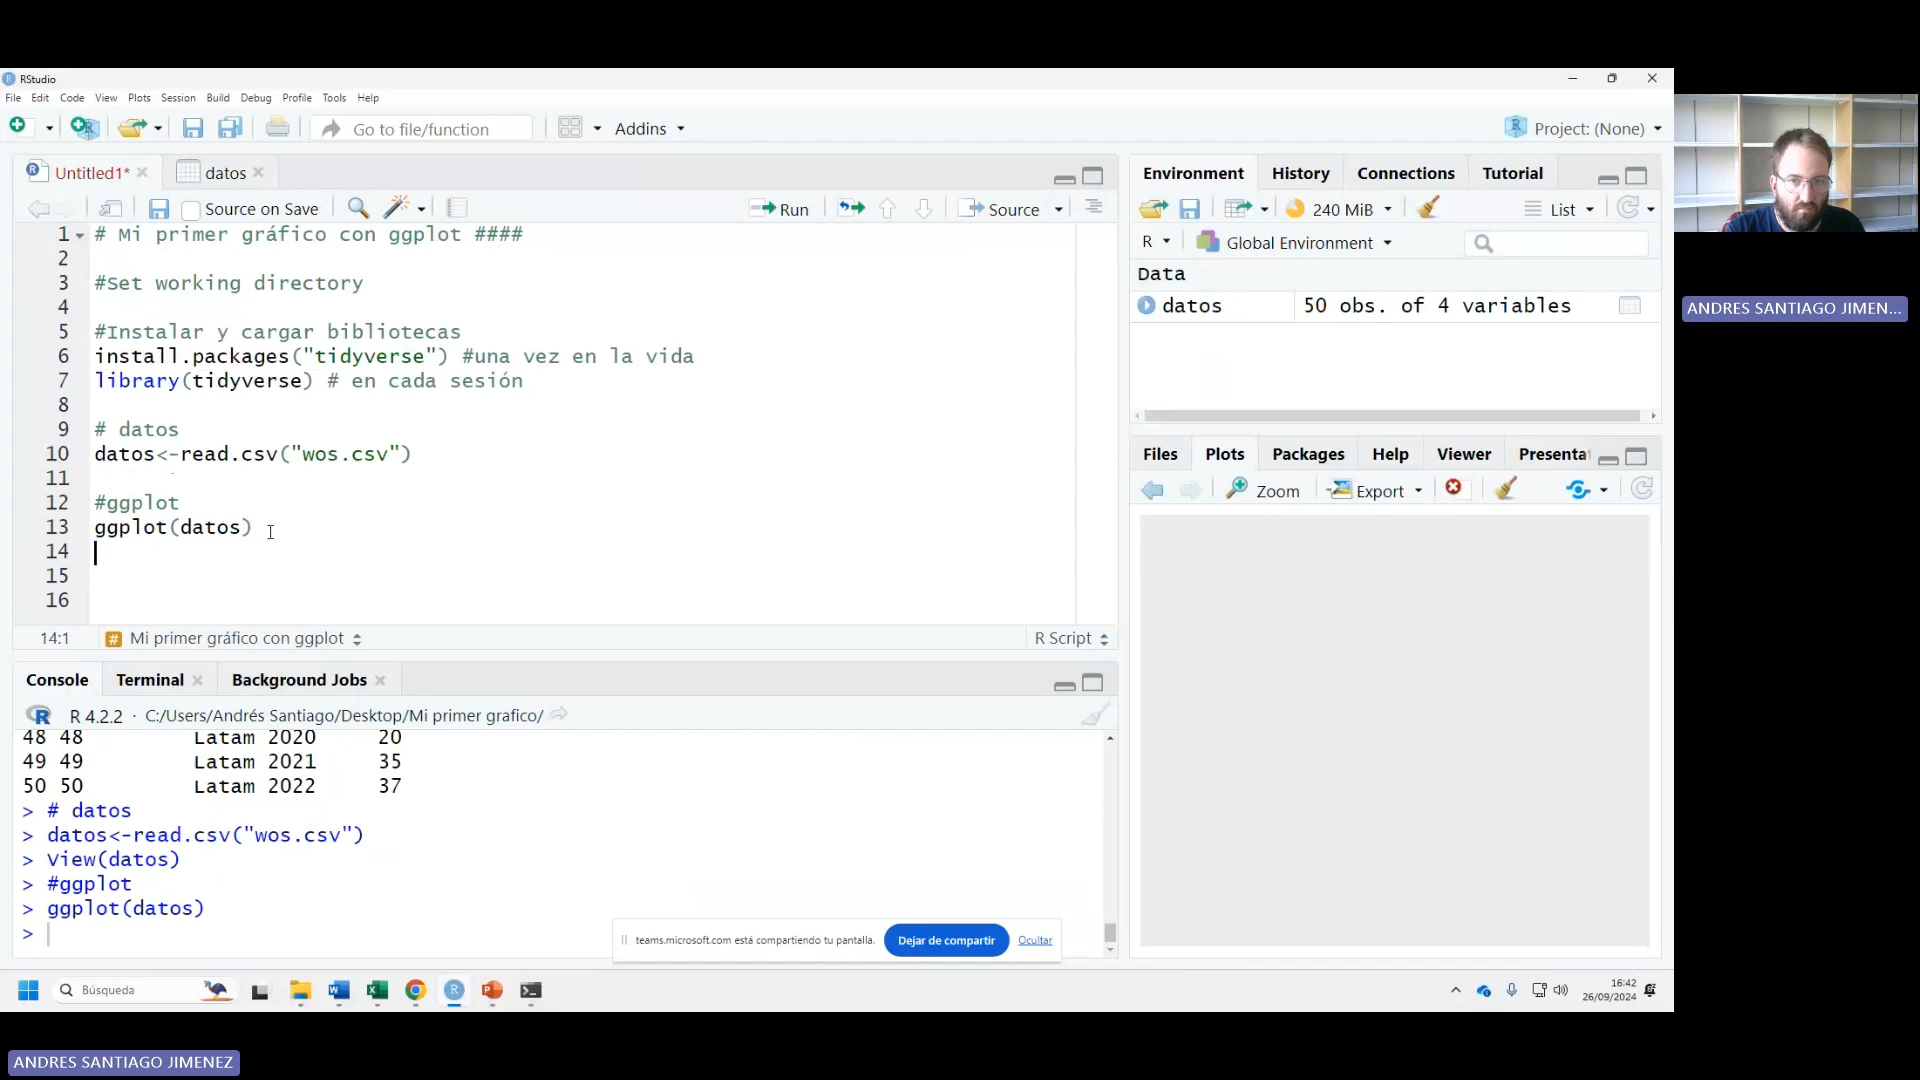 RStudio
File Edit Code View Plots Session Build Debug Profile Tools Help
Go to file/function
Addins
Project: (None)
Untitled1*
datos
Source on Save
Run
Source
1 # Mi primer gráfico con ggplot ####
2
3 #Set working directory
4
5 #Instalar y cargar bibliotecas
6 install.packages("tidyverse") #una vez en la vida
7 library(tidyverse) # en cada sesión
8
9 # datos
10 datos<-read.csv("wos.csv")
11
12 #ggplot
13 ggplot(datos)
14
15
16
14:1
# Mi primer gráfico con ggplot
R Script
Console Terminal Background Jobs
R 4.2.2 · C:/Users/Andrés Santiago/Desktop/Mi primer grafico/
48 48 Latam 2020 20
49 49 Latam 2021 35
50 50 Latam 2022 37
> # datos
> datos<-read.csv("wos.csv")
> View(datos)
> #ggplot
> ggplot(datos)
>
Environment History Connections Tutorial
240 MiB
List
R Global Environment
Data
datos 50 obs. of 4 variables
Files Plots Packages Help Viewer Presentat
Zoom Export
teams.microsoft.com está compartiendo tu pantalla. Dejar de compartir Ocultar
Búsqueda
16:42
26/09/2024
ANDRES SANTIAGO JIMEN...
ANDRES SANTIAGO JIMENEZ